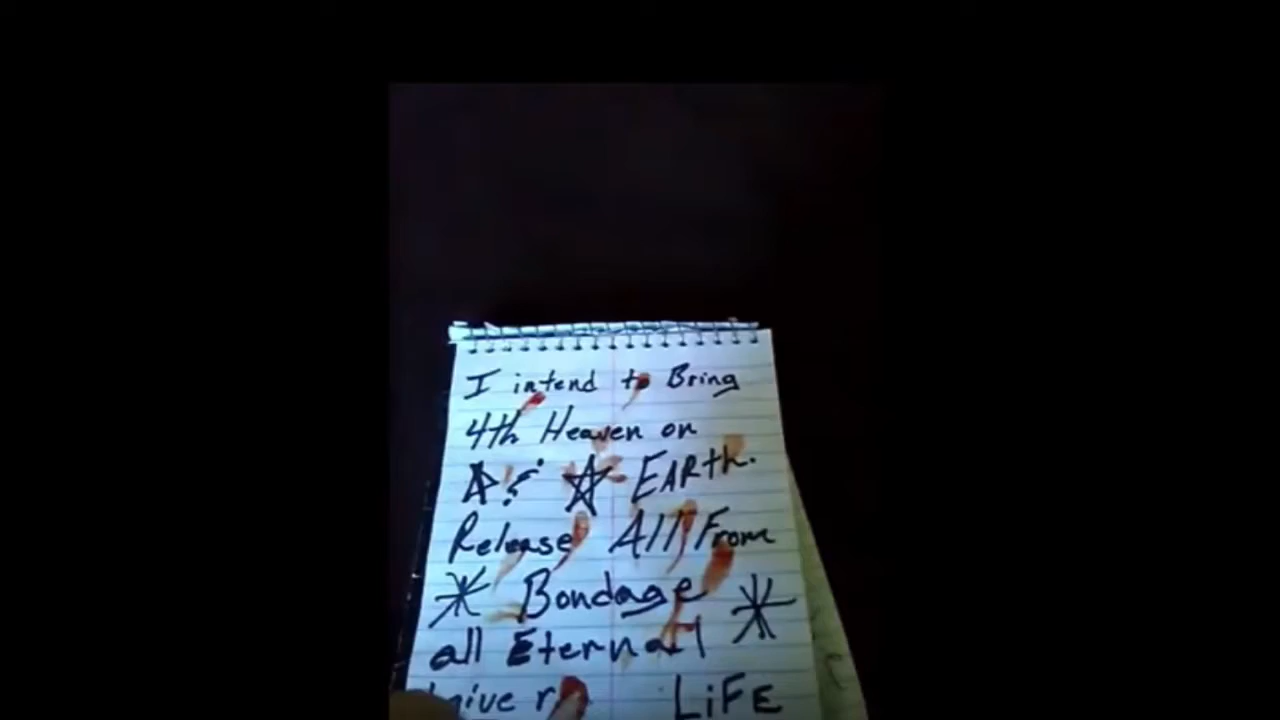 I intend to Bring
4th Heaven on
EARth.
Release All From
Bondage
all Eternal
LiFE